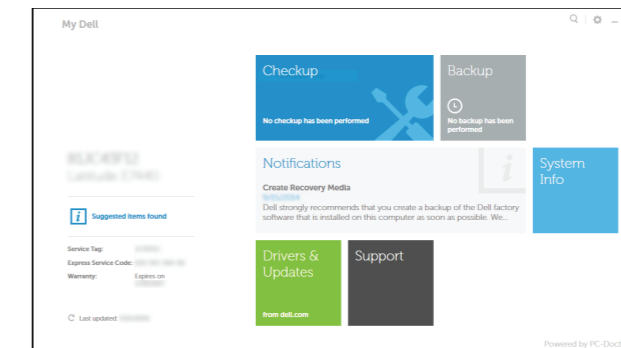 My Dell
Checkup
No checkup has been performed
Backup
No backup has been
performed
Notifications
Create Recovery Media
Dell strongly recommends that you create a backup of the Dell factory
software that is installed on this computer as soon as possible. We...
System
Info
Suggested items found
Service Tag:
Express Service Code:
Warranty: Expires on
Last updated:
Drivers &
Updates
from dell.com
Support
Powered by PC-Doct